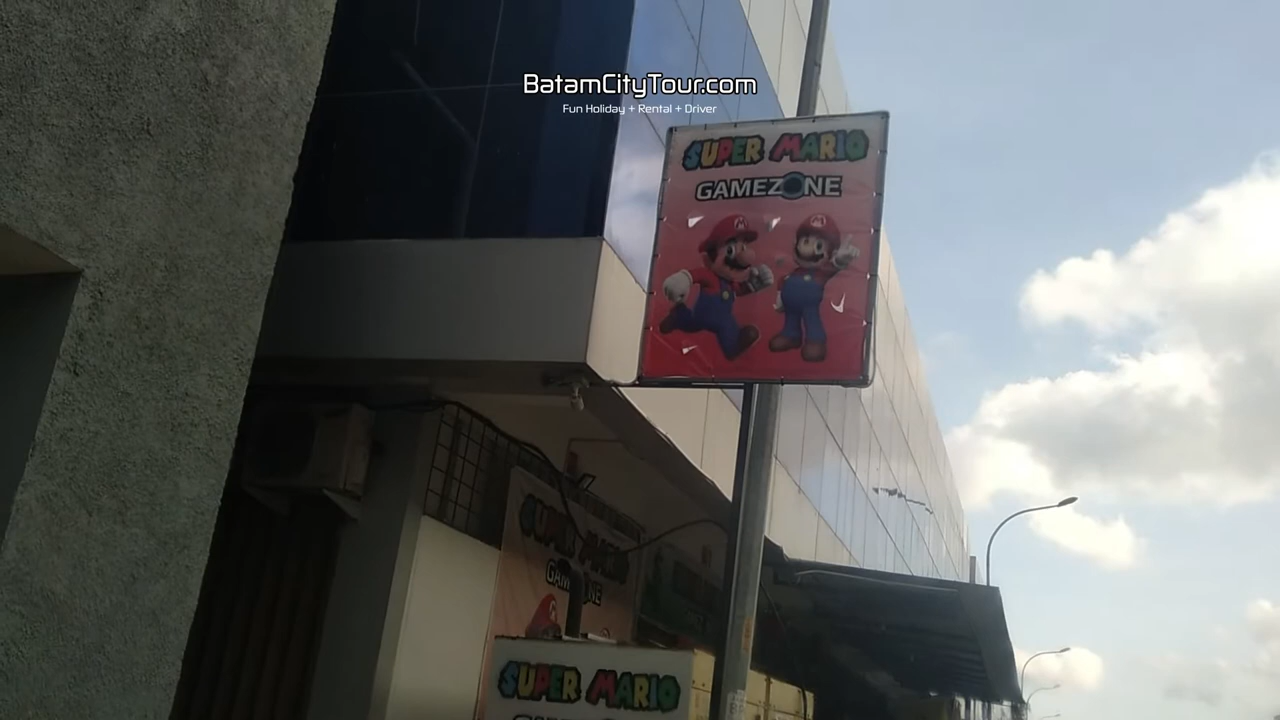 BatamCityTour.com
Fun Holiday + Rental + Driver
SUPER MARIO
GAMEZONE
SUPER MARIO
GAMEZONE
SUPER MARIO